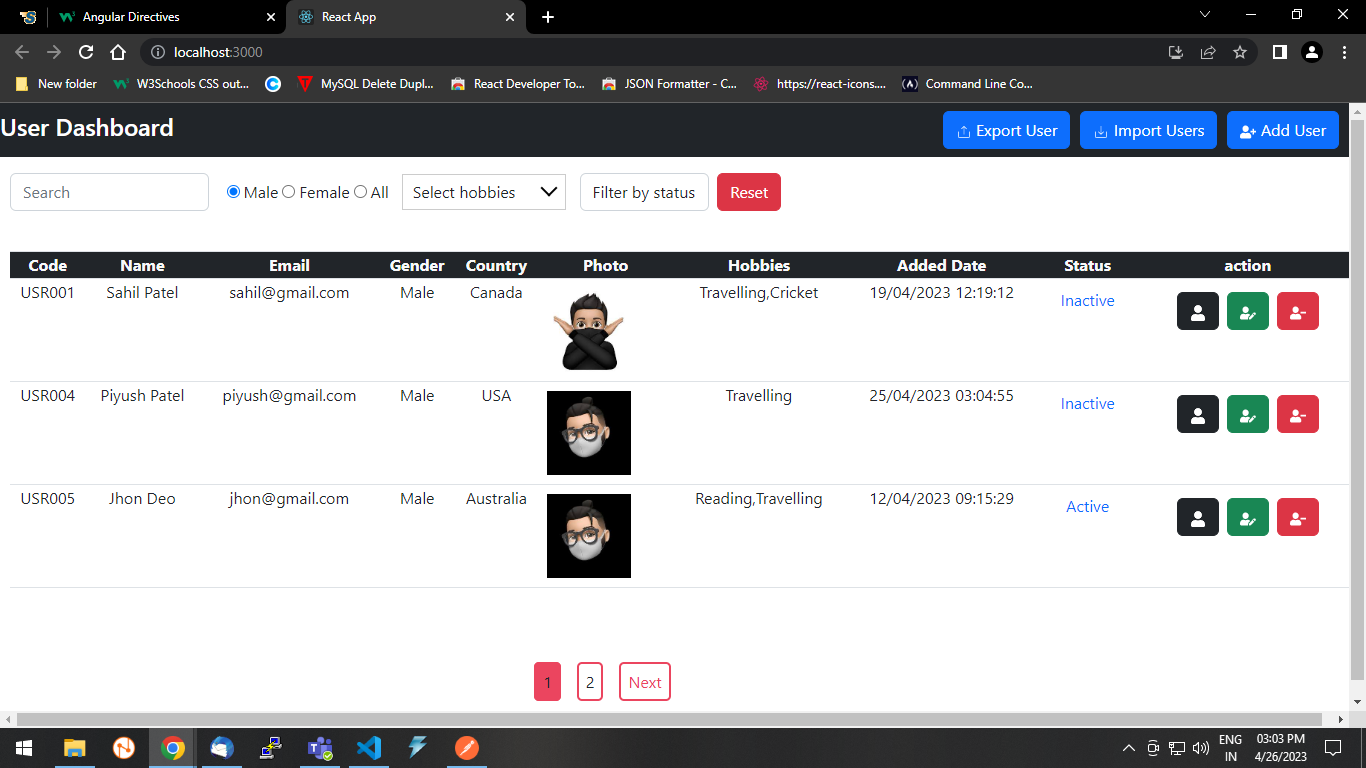 Angular Directives
React App
localhost:3000
New folder
W3Schools CSS out...
MySQL Delete Dupl...
React Developer To...
JSON Formatter - C...
https://react-icons....
Command Line Co...
User Dashboard
Export User
Import Users
Add User
Search
Male
Female
All
Select hobbies
Filter by status
Reset
Code Name Email Gender Country Photo Hobbies Added Date Status action
USR001 Sahil Patel sahil@gmail.com Male Canada Travelling,Cricket 19/04/2023 12:19:12 Inactive
USR004 Piyush Patel piyush@gmail.com Male USA Travelling 25/04/2023 03:04:55 Inactive
USR005 Jhon Deo jhon@gmail.com Male Australia Reading,Travelling 12/04/2023 09:15:29 Active
1 2 Next
ENG 03:03 PM
IN 4/26/2023